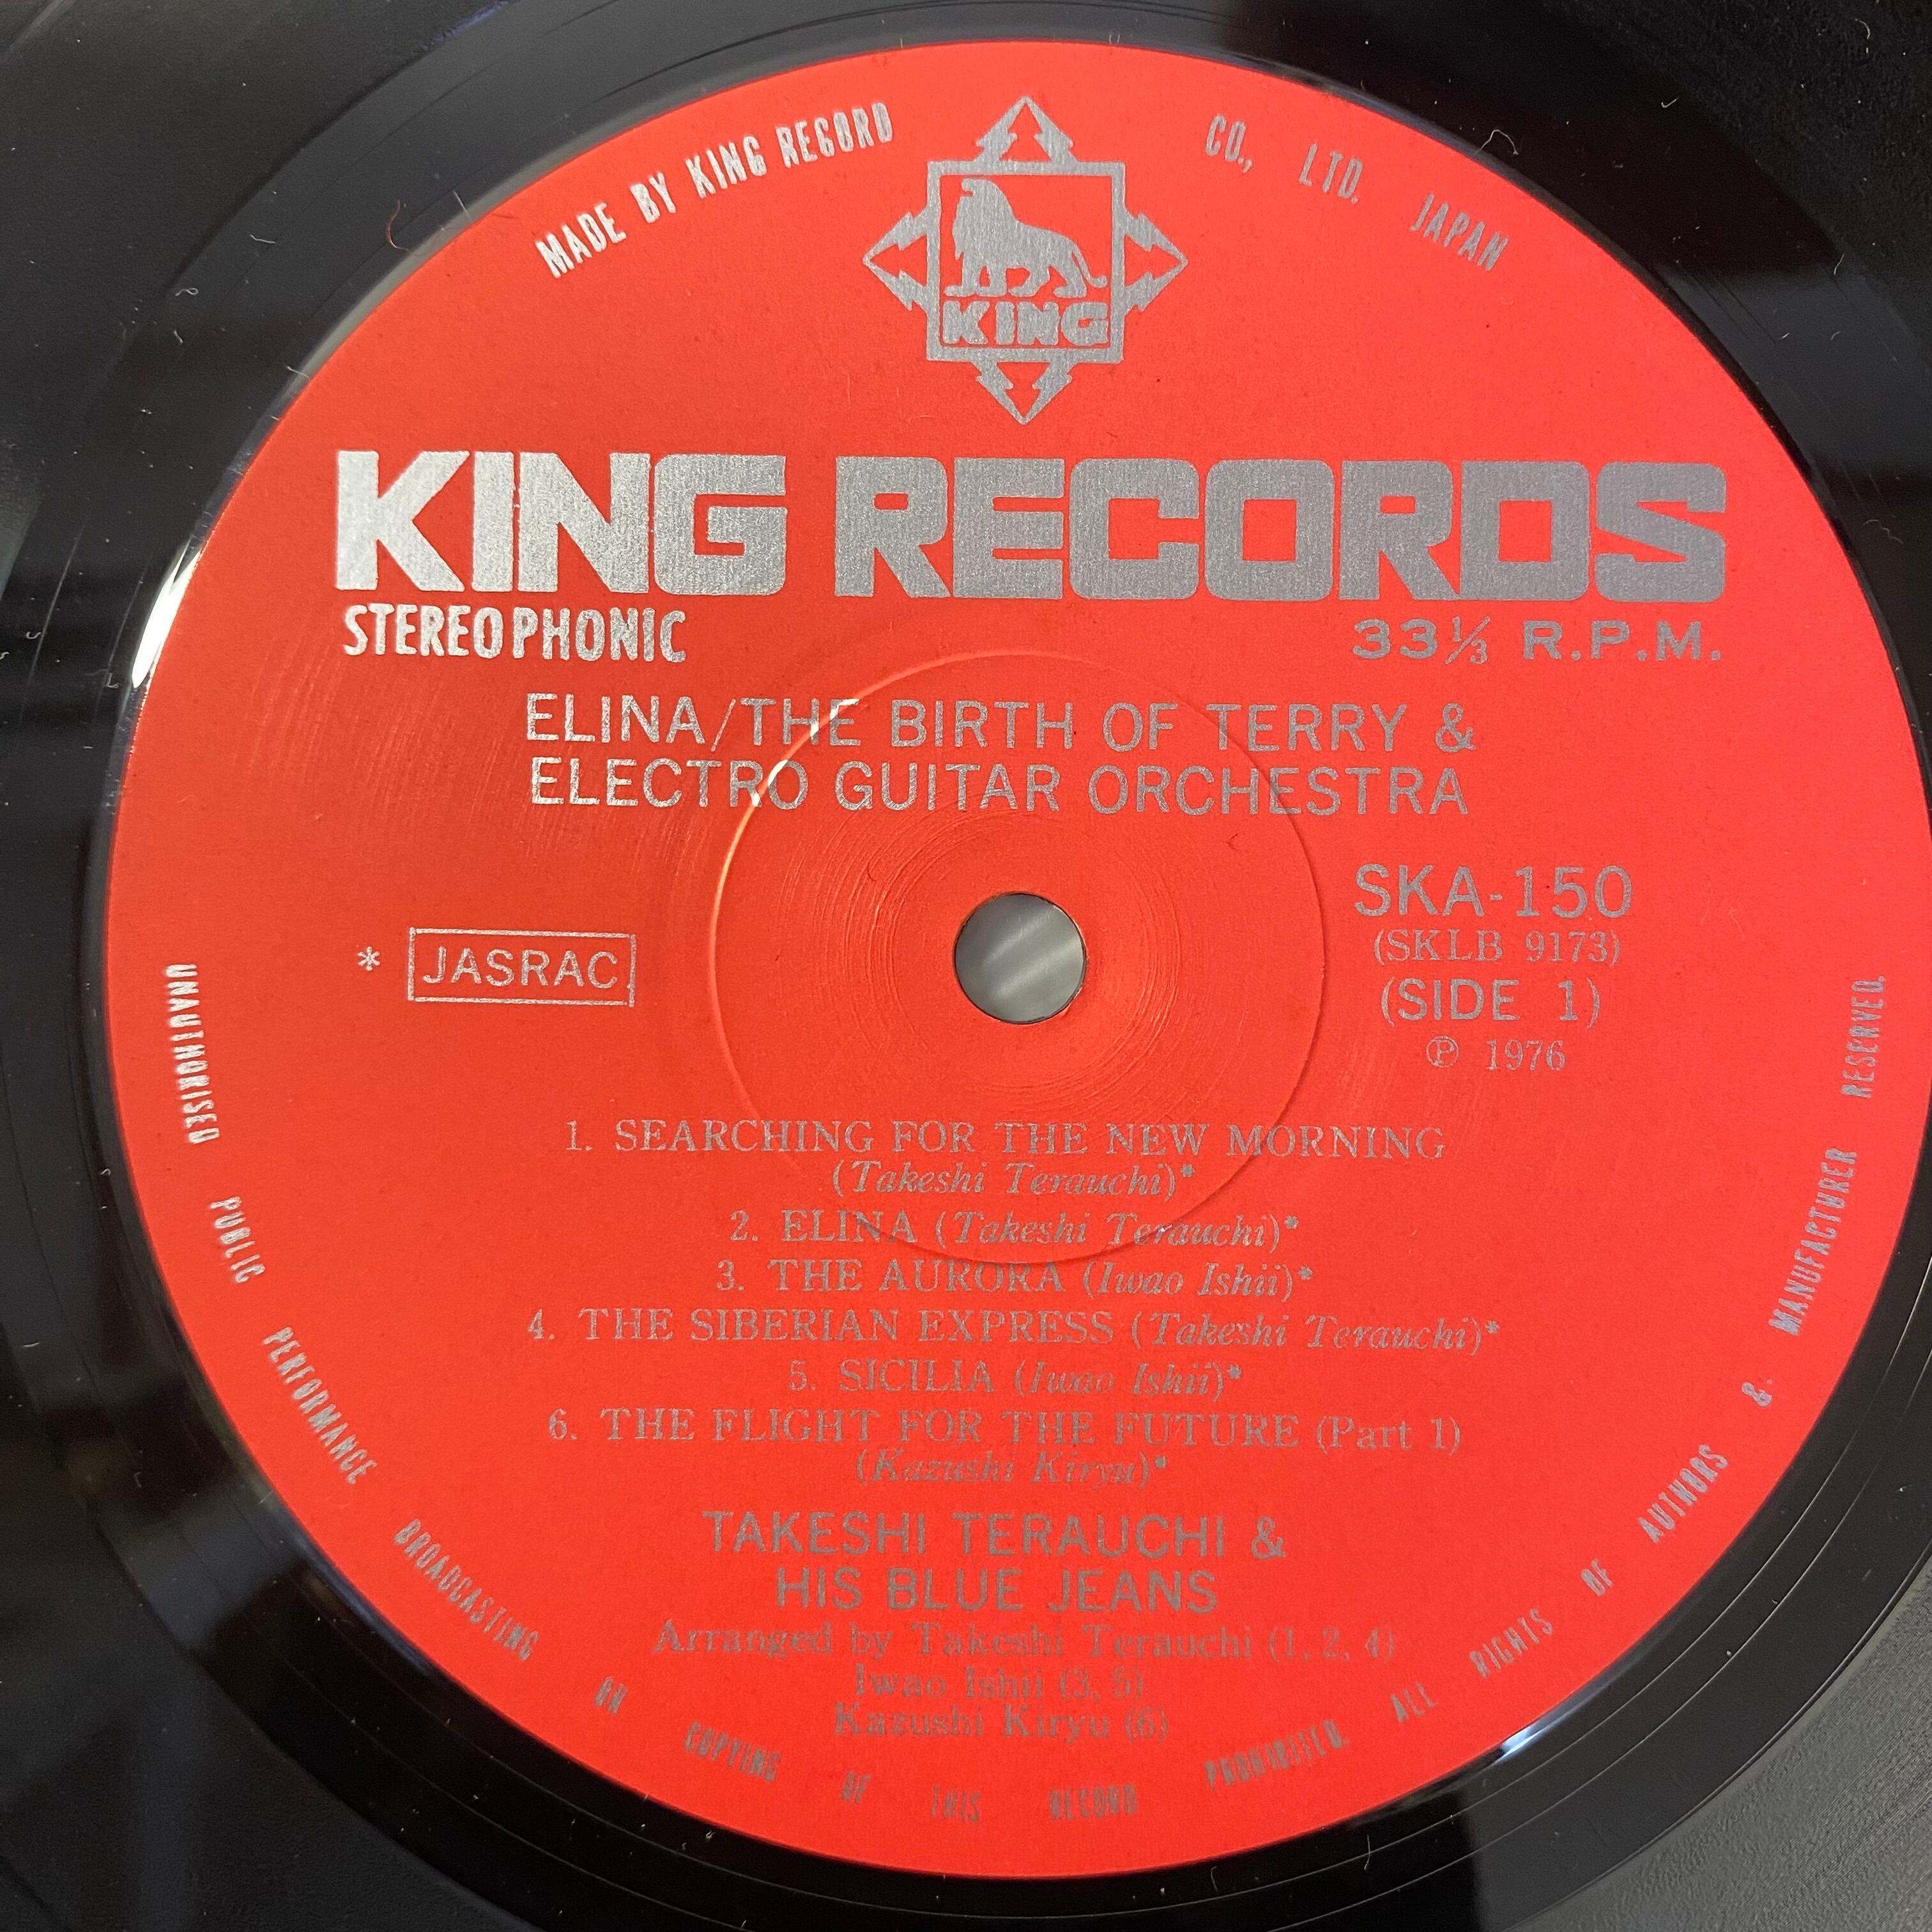 MADE BY KING RECORD CO., LTD. JAPAN
KING
KING RECORDS
STEREOPHONIC
33⅓ R.P.M.
ELINA/THE BIRTH OF TERRY &
ELECTRO GUITAR ORCHESTRA
* JASRAC
SKA-150
(SKLB 9173)
(SIDE 1)
℗ 1976
1. SEARCHING FOR THE NEW MORNING
(Takeshi Terauchi)*
2. ELINA (Takeshi Terauchi)*
3. THE AURORA (Iwao Ishii)*
4. THE SIBERIAN EXPRESS (Takeshi Terauchi)*
5. SICILIA (Iwao Ishii)*
6. THE FLIGHT FOR THE FUTURE (Part 1)
(Kazushi Kiryu)*
TAKESHI TERAUCHI &
HIS BLUE JEANS
Arranged by Takeshi Terauchi (1, 2, 4)
Iwao Ishii (3, 5)
Kazushi Kiryu (6)
UNAUTHORISED PUBLIC PERFORMANCE BROADCASTING OR COPYING OF THIS RECORD PROHIBITED. ALL RIGHTS OF AUTHORS & MANUFACTURER RESERVED.